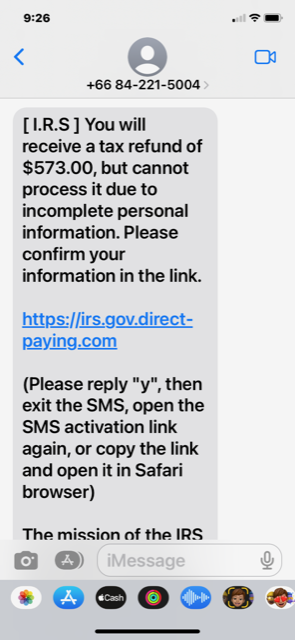 9:26
+66 84-221-5004
[ I.R.S ] You will
receive a tax refund of
$573.00, but cannot
process it due to
incomplete personal
information. Please
confirm your
information in the link.
https://irs.gov.direct-
paying.com
(Please reply "y", then
exit the SMS, open the
SMS activation link
again, or copy the link
and open it in Safari
browser)
The mission of the IRS
iMessage
Cash